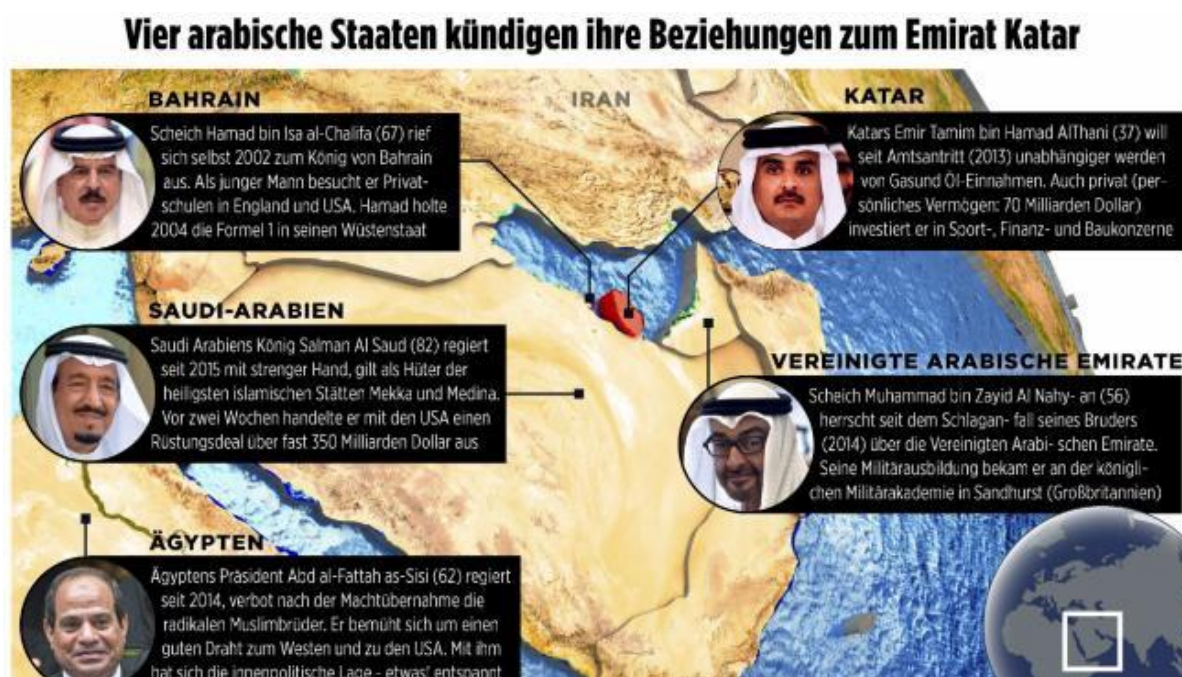 Vier arabische Staaten kündigen ihre Beziehungen zum Emirat Katar
BAHRAIN
Scheich Hamad bin Isa al-Chalifa (67) rief
sich selbst 2002 zum König von Bahrain
aus. Als junger Mann besucht er Privat-
schulen in England und USA. Hamad holte
2004 die Formel 1 in seinen Wüstenstaat
IRAN
KATAR
Katars Emir Tamim bin Hamad AlThani (37) will
seit Amtsantritt (2013) unabhängiger werden
von Gasund Öl-Einnahmen. Auch privat (per-
sönliches Vermögen: 70 Milliarden Dollar)
investiert er in Sport-, Finanz- und Baukonzerne
SAUDI-ARABIEN
Saudi Arabiens König Salman Al Saud (82) regiert
seit 2015 mit strenger Hand, gilt als Hüter der
heiligsten islamischen Stätten Mekka und Medina.
Vor zwei Wochen handelte er mit den USA einen
Rüstungsdeal über fast 350 Milliarden Dollar aus
VEREINIGTE ARABISCHE EMIRATE
Scheich Muhammad bin Zayid Al Nahy- an (56)
herrscht seit dem Schlagan- fall seines Bruders
(2014) über die Vereinigten Arabi- schen Emirate.
Seine Militärausbildung bekam er an der königli-
chen Militärakademie in Sandhurst (Großbritannien)
ÄGYPTEN
Ägyptens Präsident Abd al-Fattah as-Sisi (62) regiert
seit 2014, verbot nach der Machtübernahme die
radikalen Muslimbrüder. Er bemüht sich um einen
guten Draht zum Westen und zu den USA. Mit ihm
hat sich die innenpolitische Lage - etwas' entspannt